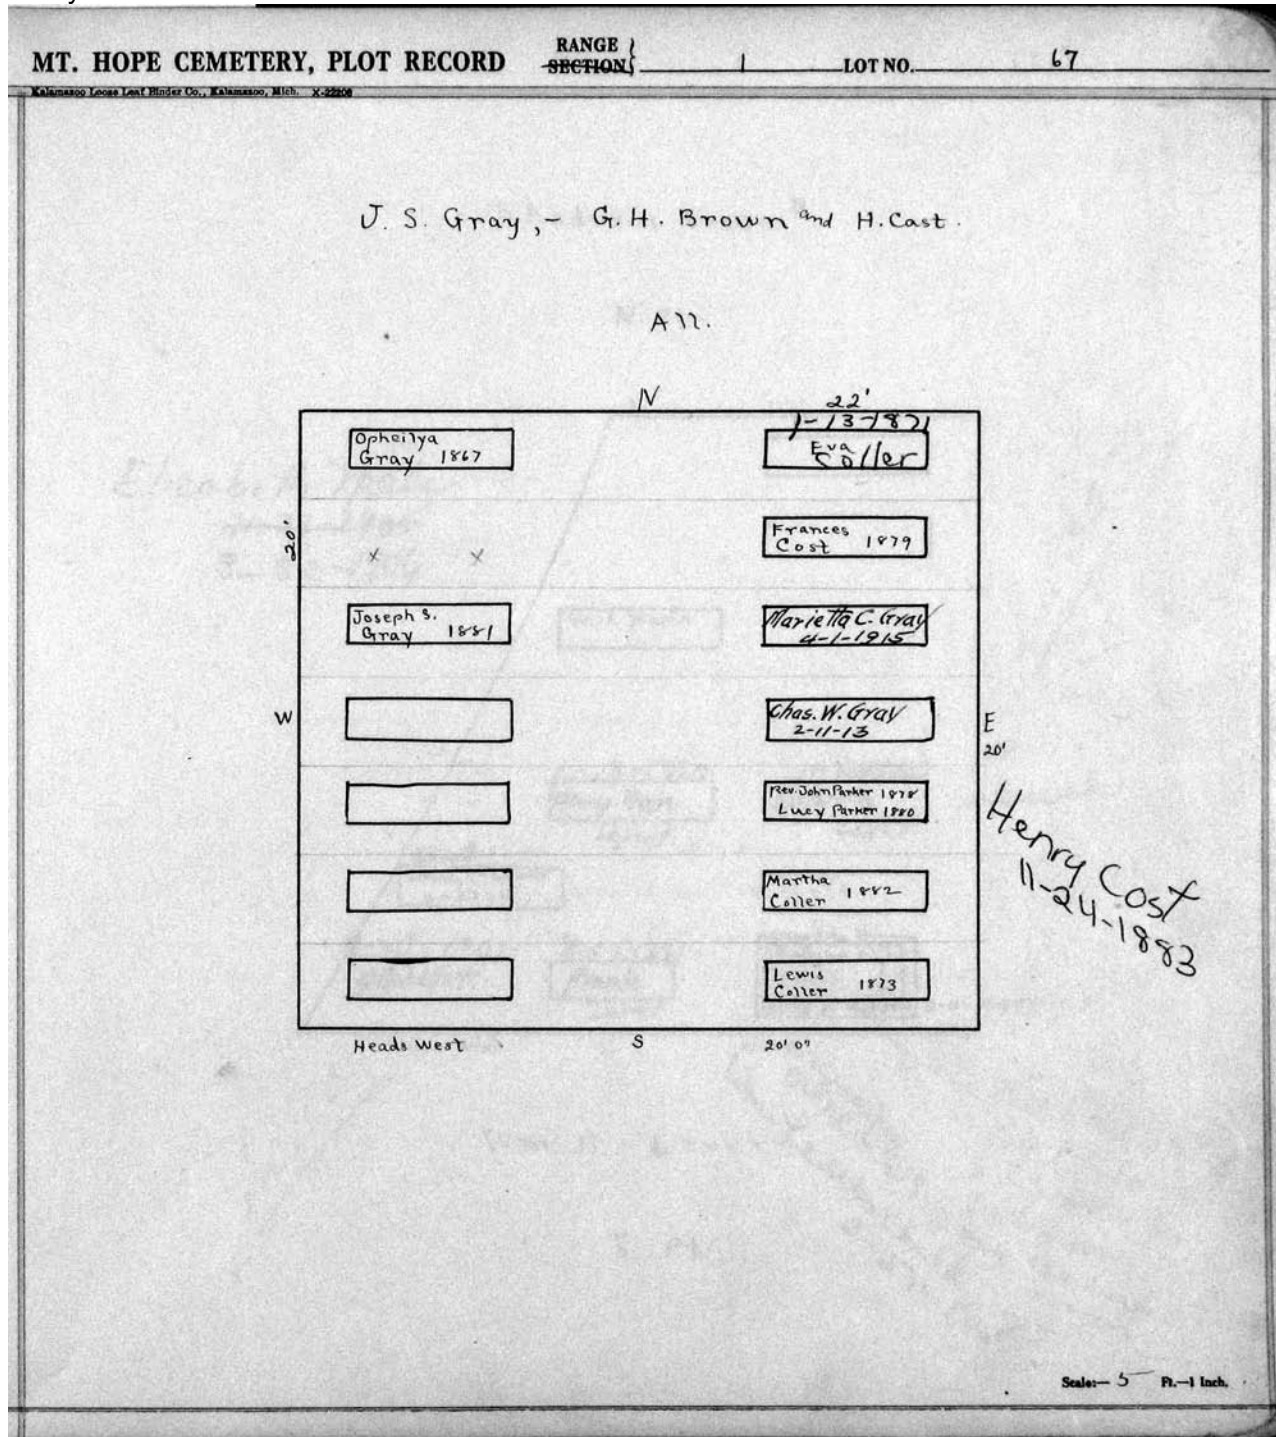 MT. HOPE CEMETERY, PLOT RECORD RANGE SECTION 1 LOT NO. 67
Kalamazoo Loose Leaf Binder Co., Kalamazoo, Mich. X-22206
J. S. Gray, - G. H. Brown and H. Cast.
All.
N 22'
1-13-1871
Opheilya
Gray 1867
Eva
Coller
20'
Frances
Cost 1879
x x
Joseph S.
Gray 1881
Marietta C. Gray
4-1-1915
W
Chas. W. Gray
2-11-13
E
20'
Rev. John Parker 1878
Lucy Parker 1880
Henry Cost
11-24-1883
Martha
Coller 1882
Lewis
Coller 1873
Heads West S 20' 0"
Scale:— 5 Ft.—1 Inch.